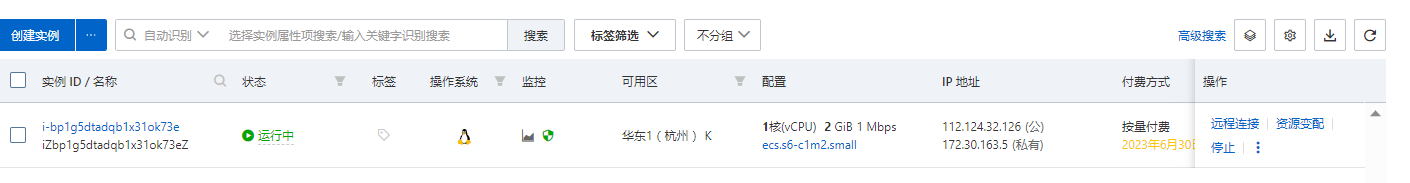 创建实例 ···
自动识别 选择实例属性项搜索/输入关键字识别搜索 搜索 标签筛选 不分组 高级搜索
实例 ID / 名称 状态 标签 操作系统 监控 可用区 配置 IP 地址 付费方式 操作
i-bp1g5dtadqb1x31ok73e
iZbp1g5dtadqb1x31ok73eZ
运行中
华东1（杭州） K
1核(vCPU) 2 GiB 1 Mbps
ecs.s6-c1m2.small
112.124.32.126 (公)
172.30.163.5 (私有)
按量付费
2023年6月30日
远程连接 资源变配
停止